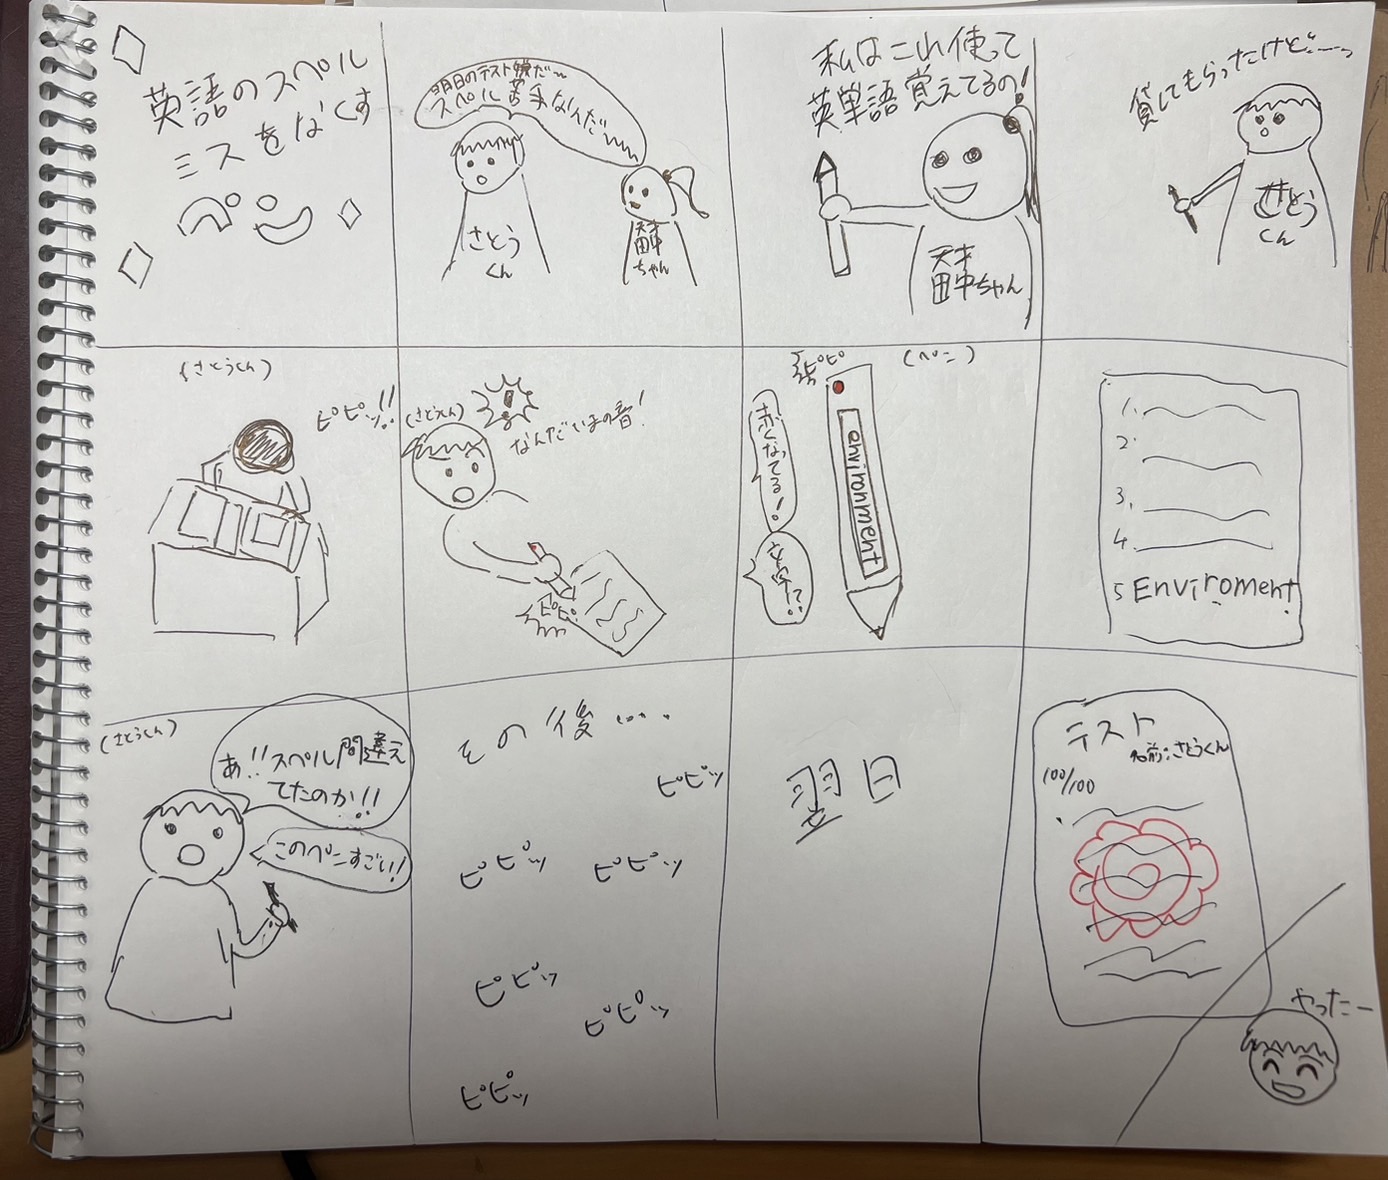 英語のスペル
ミスをなくす
ペン
明日のテスト嫌だ〜
スペル苦手なんだ〜
さとう
くん
天才
田中
ちゃん
私はこれ使って
英単語覚えてるの!
天才
田中ちゃん
貸してもらったけど…っ
さとう
くん
(さとうくん)
ピピッ!!
(さとうくん)
!
なんだいまの音!
ピピ
ピピ
(ペン)
赤くなってる!
文字で!!
environment
1.
2.
3.
4.
5 Enviroment
(さとうくん)
あ!!スペル間違え
てたのか!!
このペンすごい!
その後……
ピピッ
ピピッ ピピッ
ピピッ
ピピッ
ピピッ
翌日
テスト
名前:さとうくん
100/100
やったー